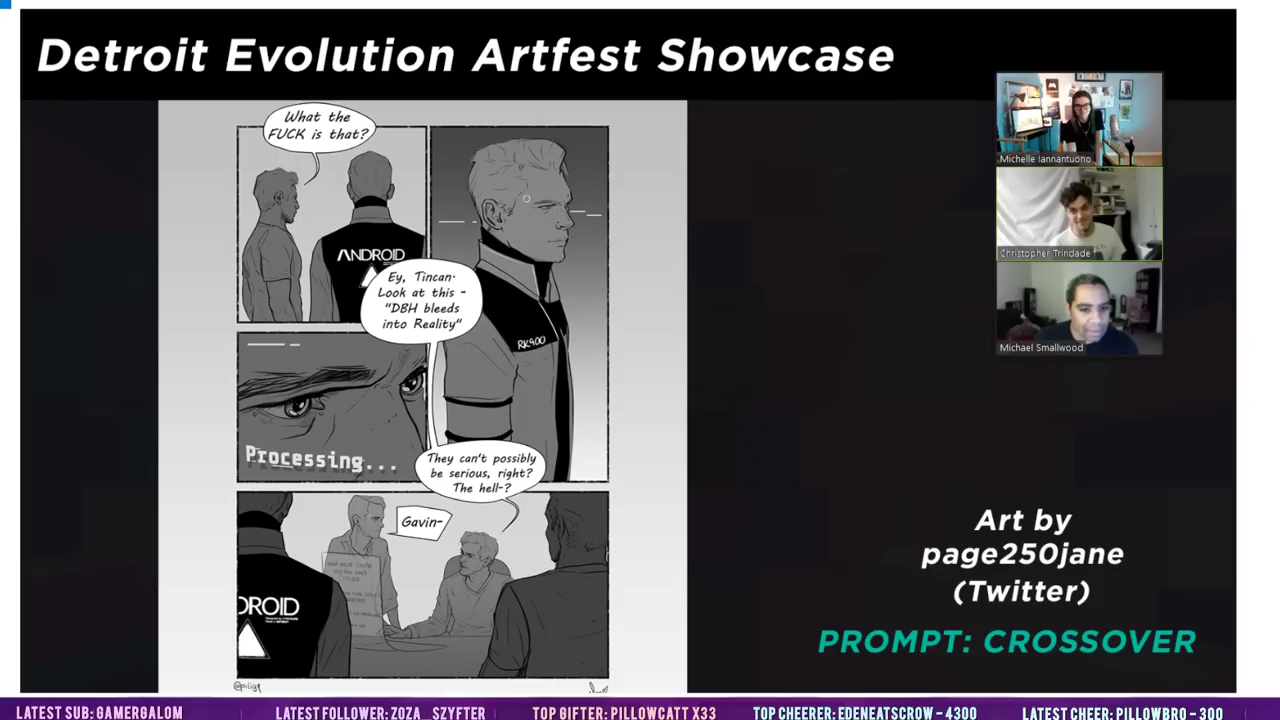 Detroit Evolution Artfest Showcase
What the
FUCK is that?
ANDROID
Ey, Tincan.
Look at this -
"DBH bleeds
into Reality"
RK900
Processing...
They can't possibly
be serious, right?
The hell-?
Gavin-
DROID
Michelle Iannantuono
Christopher Trindade
Michael Smallwood
Art by
page250jane
(Twitter)
PROMPT: CROSSOVER
LATEST SUB: GAMERGALOM
LATEST FOLLOWER: ZOZA_SZYFTER
TOP GIFTER: PILLOWCATT X33
TOP CHEERER: EDENEATSCROW - 4300
LATEST CHEER: PILLOWBRO - 300